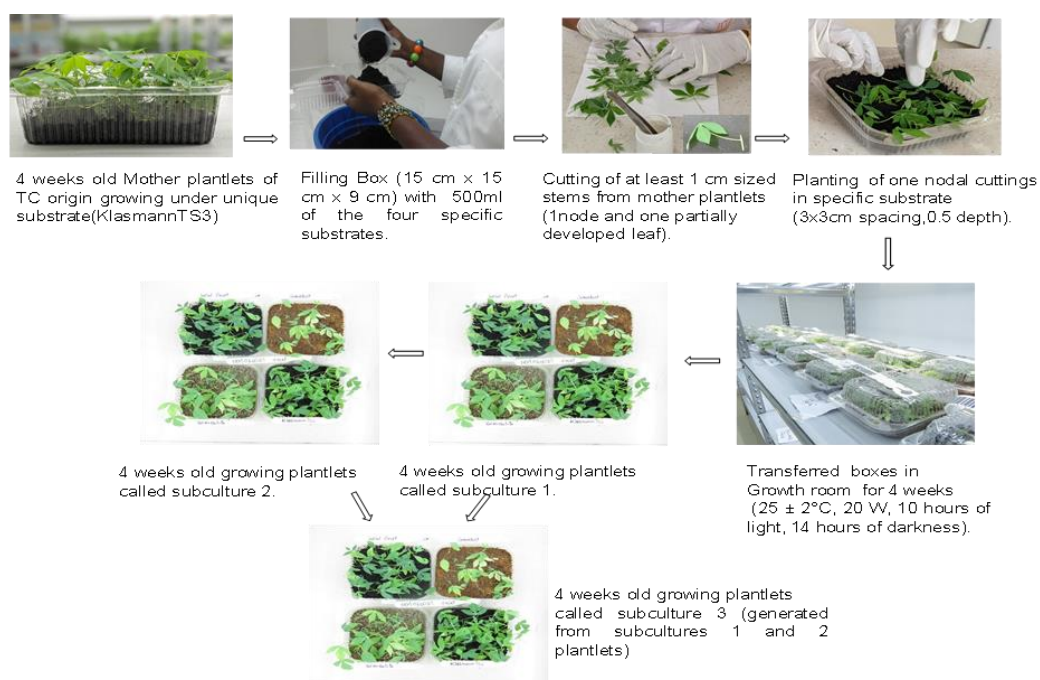 4 weeks old Mother plantlets of
TC origin growing under unique
substrate(KlasmannTS3)
Filling Box (15 cm x 15
cm x 9 cm) with 500ml
of the four specific
substrates.
Cutting of at least 1 cm sized
stems from mother plantlets
(1node and one partially
developed leaf).
Planting of one nodal cuttings
in specific substrate
(3x3cm spacing,0.5 depth).
4 weeks old growing plantlets
called subculture 2.
4 weeks old growing plantlets
called subculture 1.
Transferred boxes in
Growth room for 4 weeks
(25 ± 2°C, 20 W, 10 hours of
light, 14 hours of darkness).
4 weeks old growing plantlets
called subculture 3 (generated
from subcultures 1 and 2
plantlets)